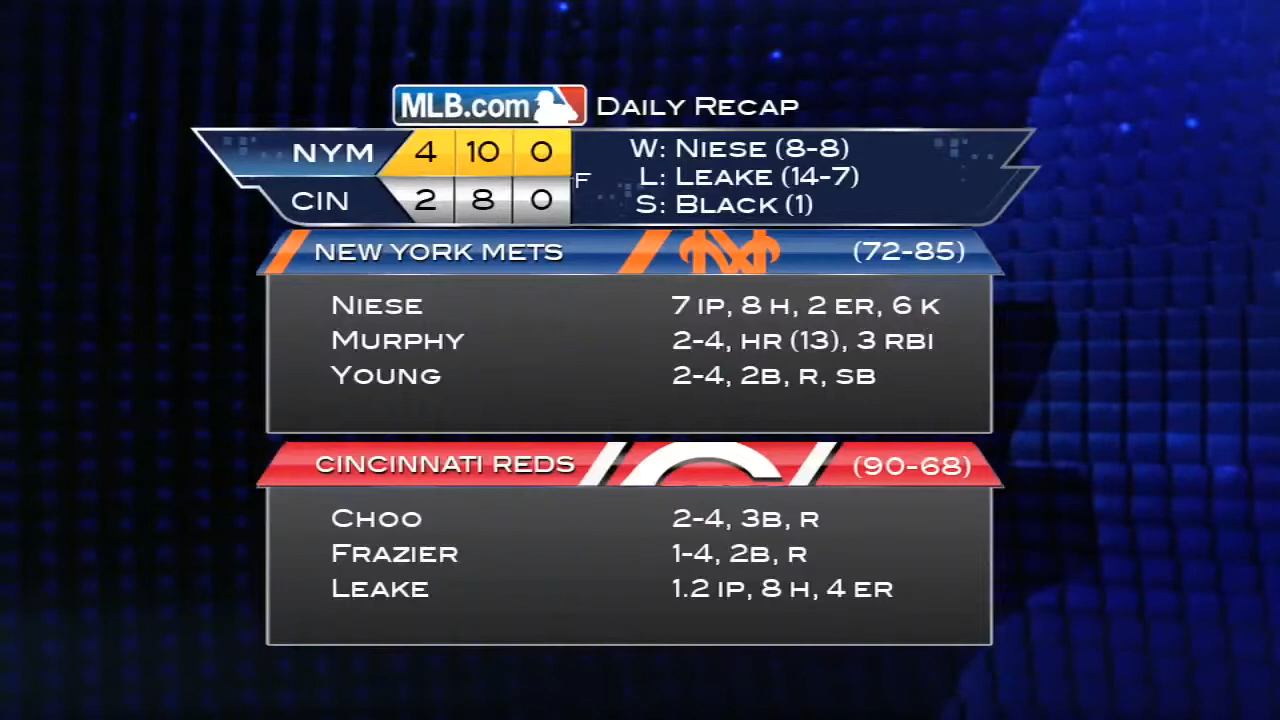 MLB.com DAILY RECAP
NYM 4 10 0
CIN 2 8 0
F
W: NIESE (8-8)
L: LEAKE (14-7)
S: BLACK (1)
NEW YORK METS NY (72-85)
NIESE 7 IP, 8 H, 2 ER, 6 K
MURPHY 2-4, HR (13), 3 RBI
YOUNG 2-4, 2B, R, SB
CINCINNATI REDS C (90-68)
CHOO 2-4, 3B, R
FRAZIER 1-4, 2B, R
LEAKE 1.2 IP, 8 H, 4 ER